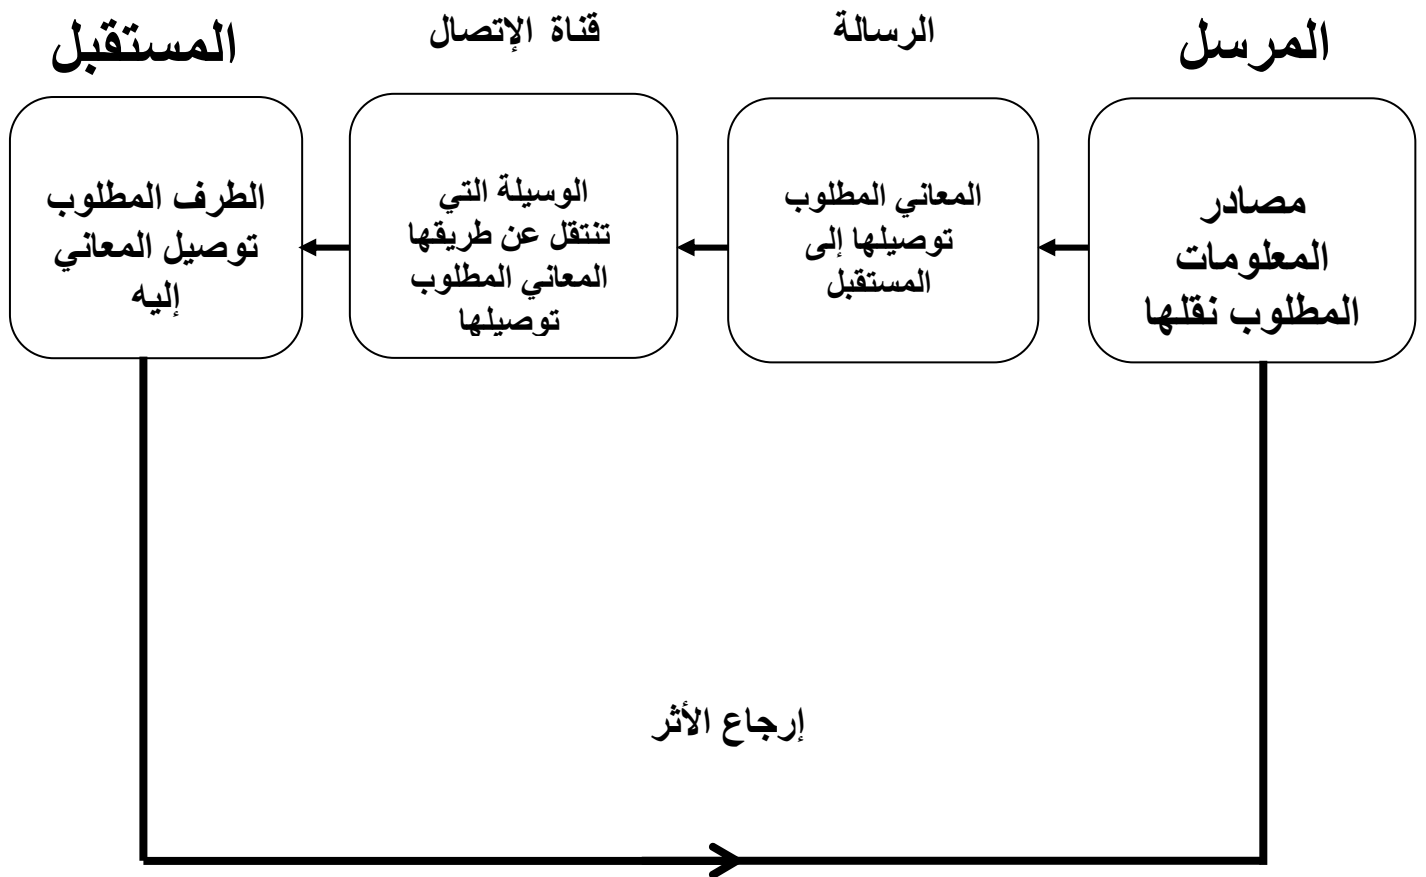 المرسل
الرسالة
قناة الإتصال
المستقبل
مصادر
المعلومات
المطلوب نقلها
المعاني المطلوب
توصيلها إلى
المستقبل
الوسيلة التي
تنتقل عن طريقها
المعاني المطلوب
توصيلها
الطرف المطلوب
توصيل المعاني
إليه
إرجاع الأثر